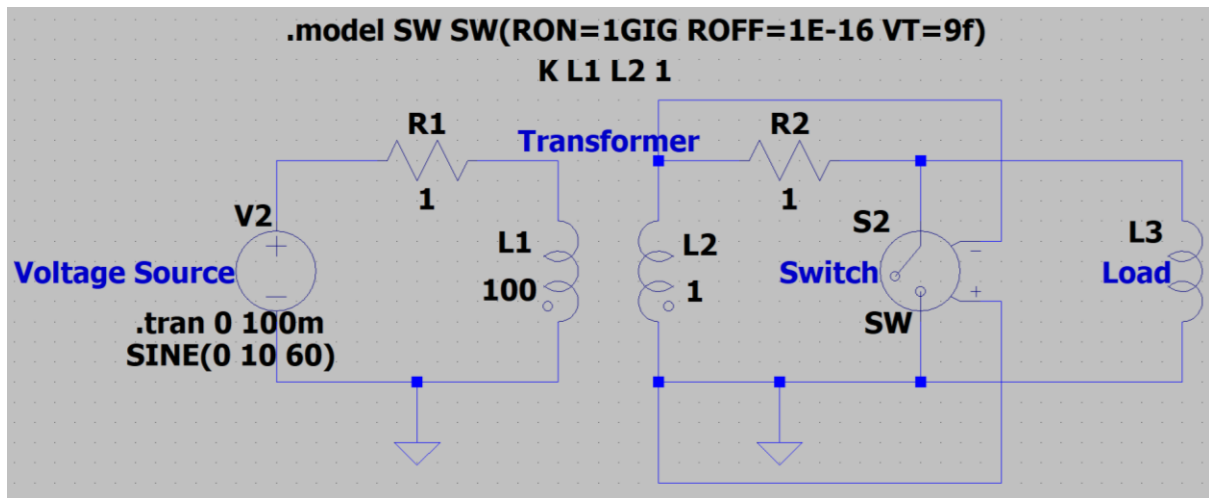 .model SW SW(RON=1GIG ROFF=1E-16 VT=9f)
K L1 L2 1
R1
Transformer
R2
1
1
V2
S2
L1
L2
L3
Voltage Source
Switch
Load
100
1
.tran 0 100m
SW
SINE(0 10 60)